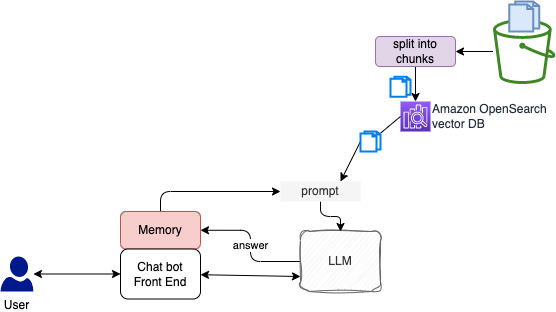 split into
chunks
Amazon OpenSearch
vector DB
prompt
Memory
answer
Chat bot
Front End
LLM
User